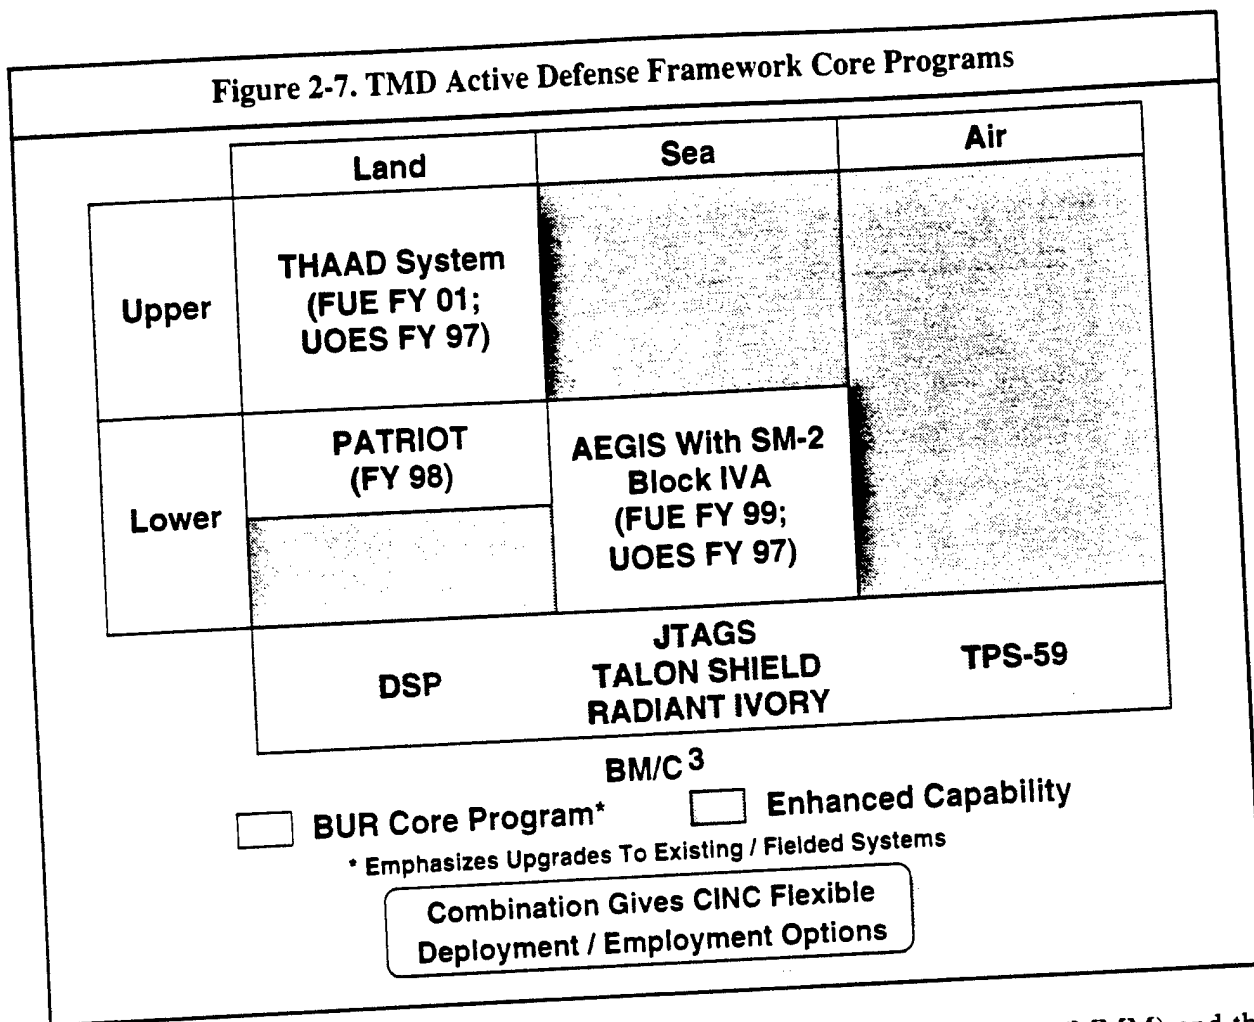 Figure 2-7. TMD Active Defense Framework Core Programs
Land
Sea
Air
Upper
THAAD System
(FUE FY 01;
UOES FY 97)
Lower
PATRIOT
(FY 98)
AEGIS With SM-2
Block IVA
(FUE FY 99;
UOES FY 97)
DSP
JTAGS
TALON SHIELD
RADIANT IVORY
TPS-59
BM/C3
BUR Core Program*
Enhanced Capability
* Emphasizes Upgrades To Existing / Fielded Systems
Combination Gives CINC Flexible
Deployment / Employment Options
and th